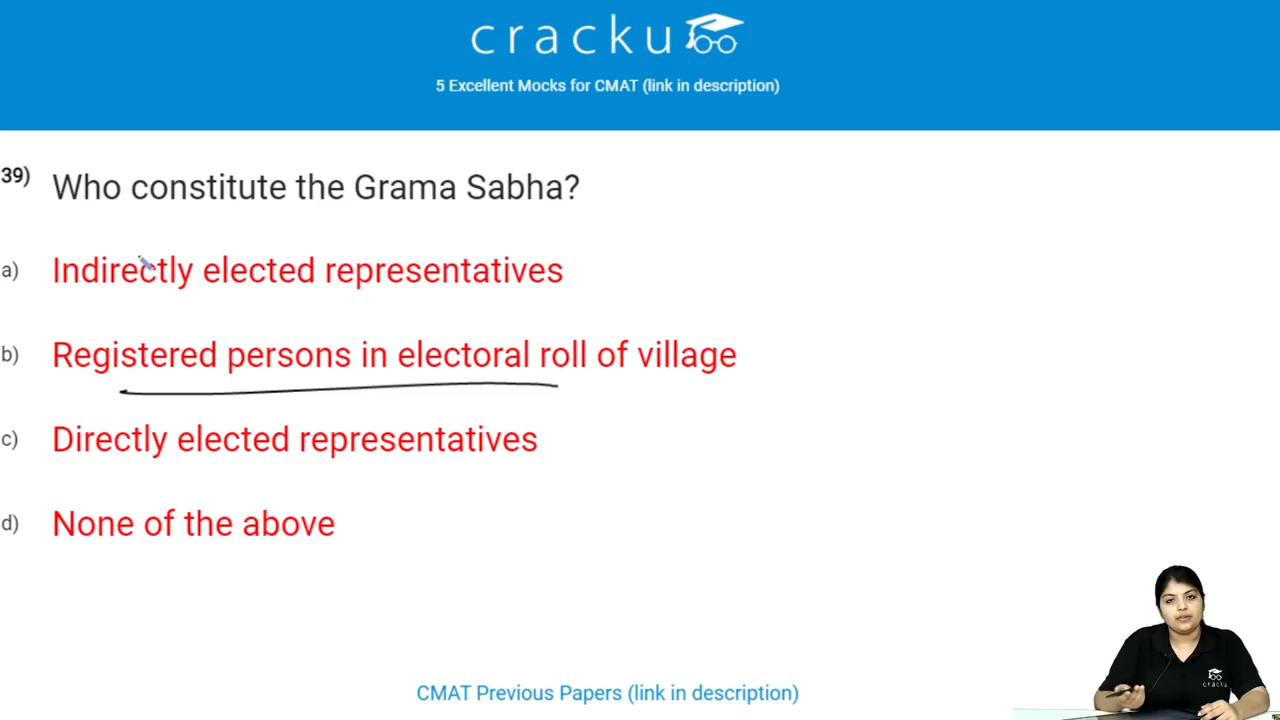 cracku
5 Excellent Mocks for CMAT (link in description)
39) Who constitute the Grama Sabha?
a) Indirectly elected representatives
b) Registered persons in electoral roll of village
c) Directly elected representatives
d) None of the above
cracku
CMAT Previous Papers (link in description)